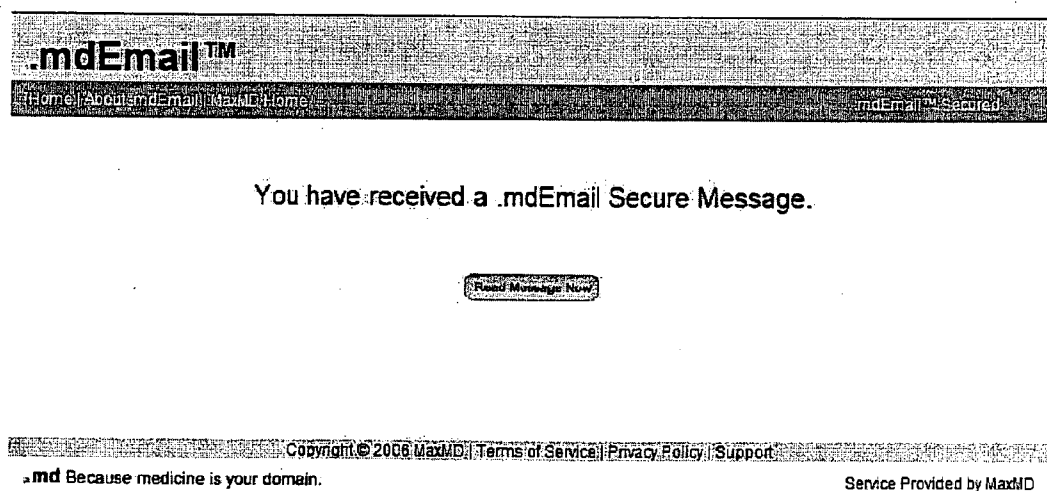 .mdEmail™
Home | About mdEmail | MaxMD Home
.mdEmail™ Secured
You have received a .mdEmail Secure Message.
Read Message Now
Copyright © 2006 MaxMD | Terms of Service | Privacy Policy | Support
.md Because medicine is your domain.
Service Provided by MaxMD